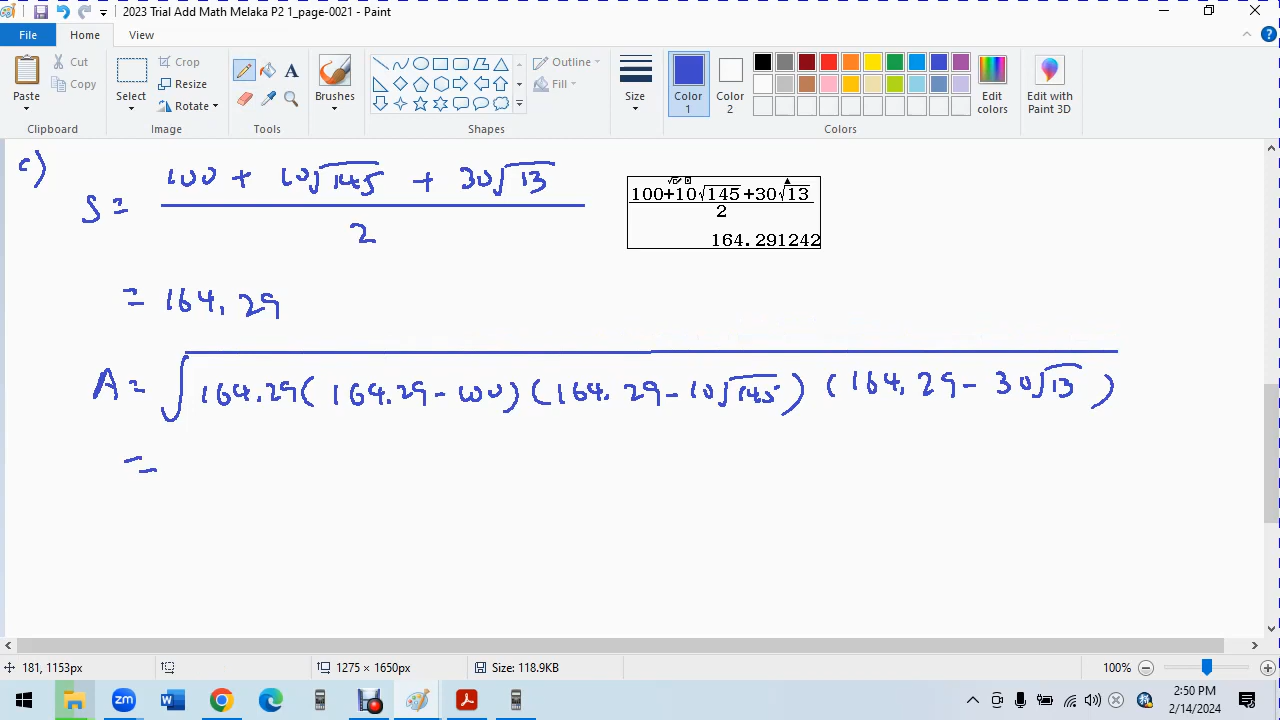 2023 Trial Add Math Melaka P2 1_page-0021 - Paint
File Home View
Paste Cut Copy Select Crop Resize Rotate Brushes Outline Fill Size Color 1 Color 2 Edit colors Edit with Paint 3D
Clipboard Image Tools Shapes Colors
c)
S = (100 + 10√145 + 30√13) / 2
100+10√145+30√13
2
164.291242
= 164.29
A = √164.29(164.29-100)(164.29-10√145)(164.29-30√13)
=
181, 1153px 1275 × 1650px Size: 118.9KB 100%
zm W
2:50 PM
2/14/2024